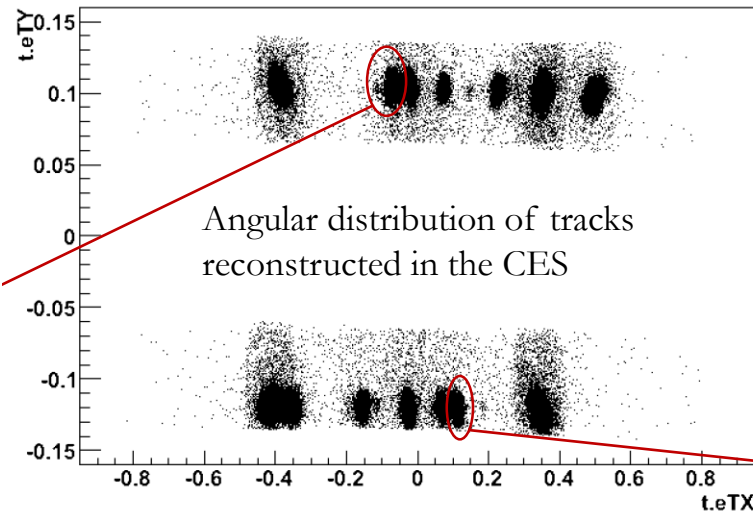 t.eTY
0.15
0.1
0.05
0
-0.05
-0.1
-0.15
Angular distribution of tracks
reconstructed in the CES
-0.8 -0.6 -0.4 -0.2 0 0.2 0.4 0.6 0.8
t.eTX